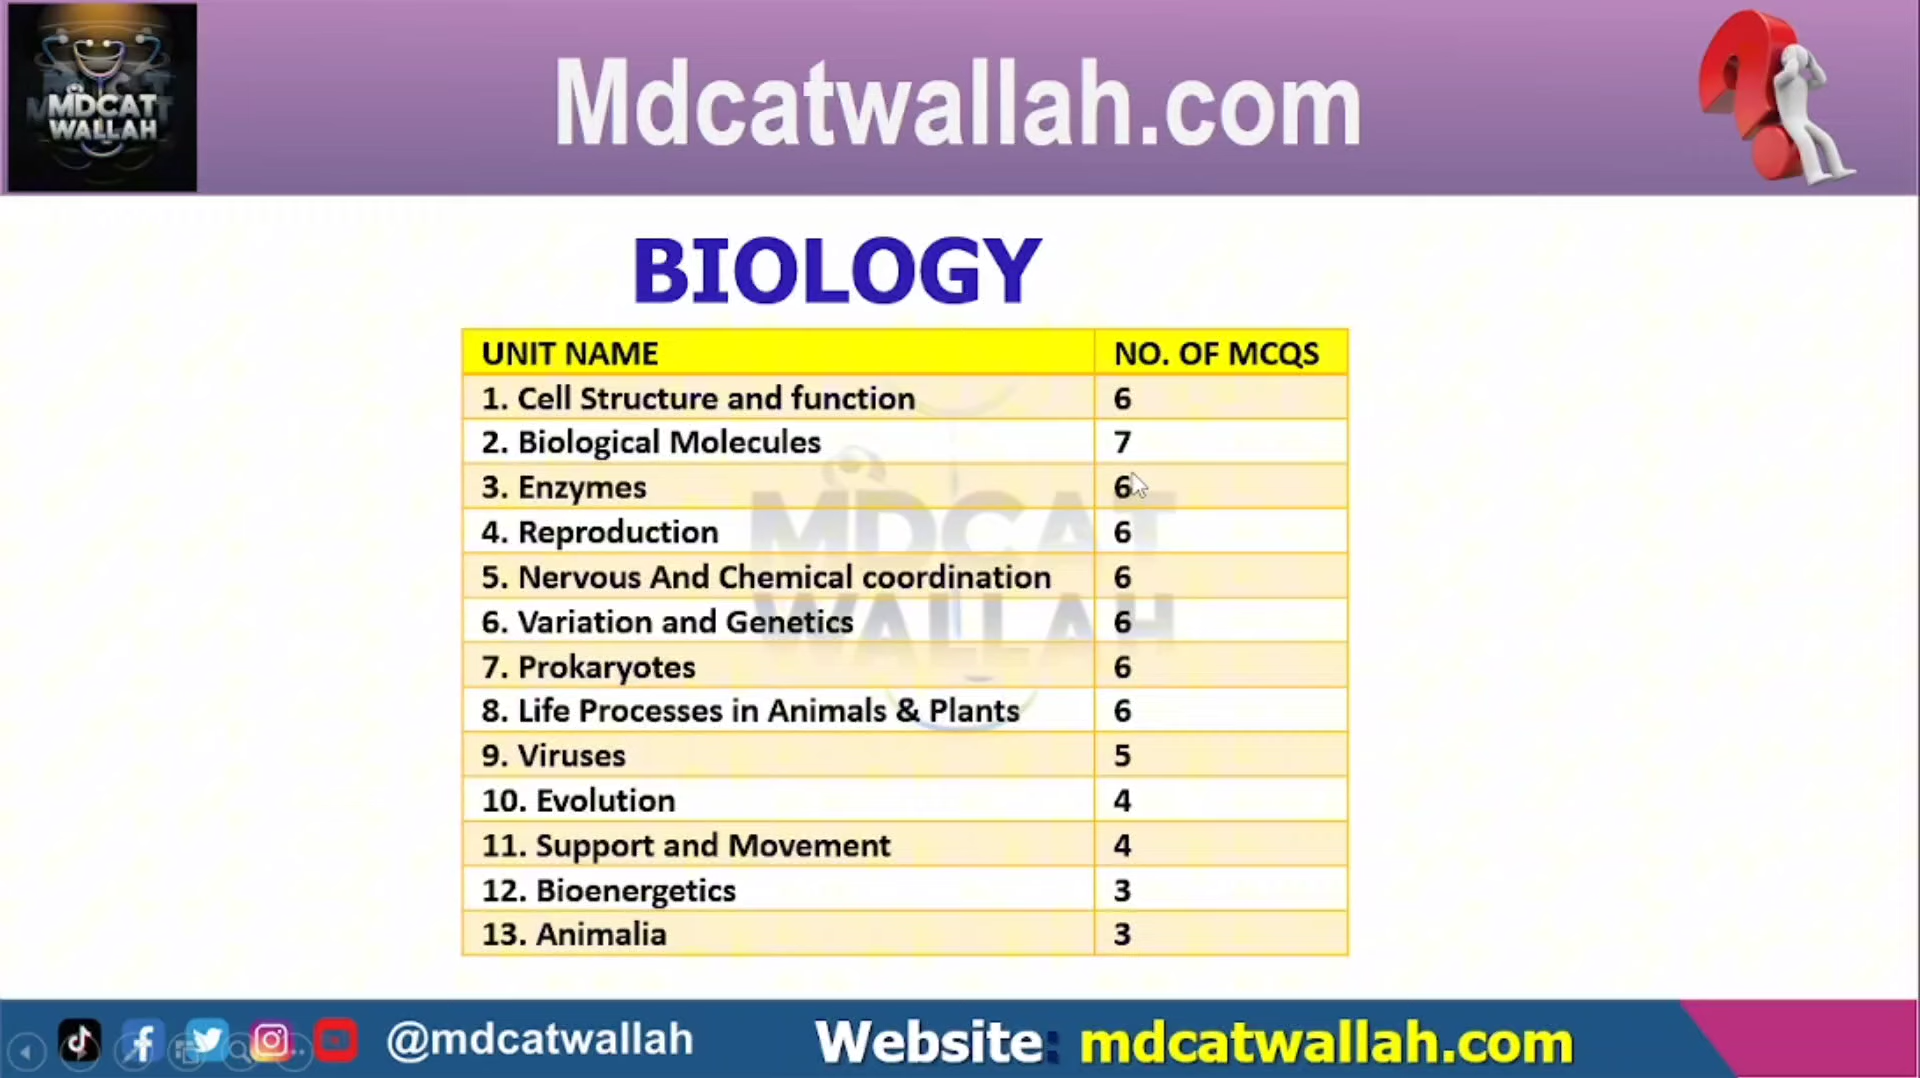 MDCAT
WALLAH
Mdcatwallah.com
BIOLOGY
UNIT NAME NO. OF MCQS
1. Cell Structure and function 6
2. Biological Molecules 7
3. Enzymes 6
4. Reproduction 6
5. Nervous And Chemical coordination 6
6. Variation and Genetics 6
7. Prokaryotes 6
8. Life Processes in Animals & Plants 6
9. Viruses 5
10. Evolution 4
11. Support and Movement 4
12. Bioenergetics 3
13. Animalia 3
MDCAT
WALLAH
@mdcatwallah Website: mdcatwallah.com